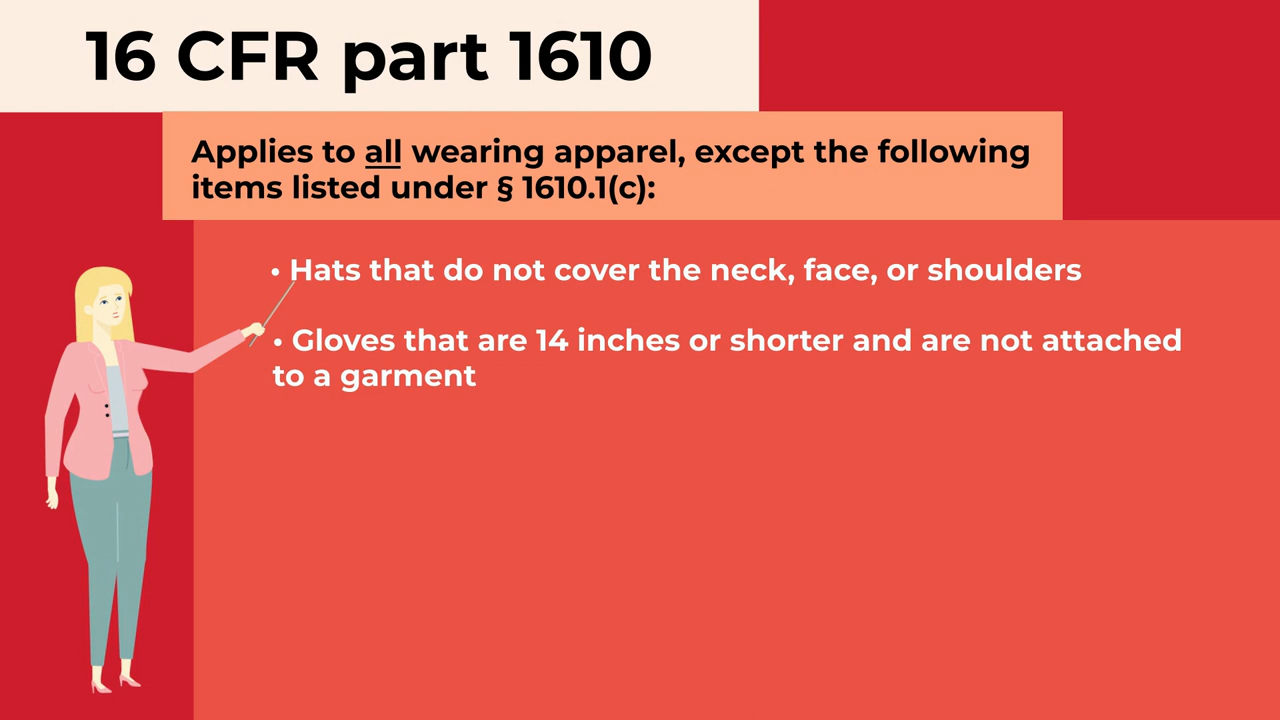 16 CFR part 1610
Applies to all wearing apparel, except the following
items listed under § 1610.1(c):
• Hats that do not cover the neck, face, or shoulders
• Gloves that are 14 inches or shorter and are not attached
to a garment